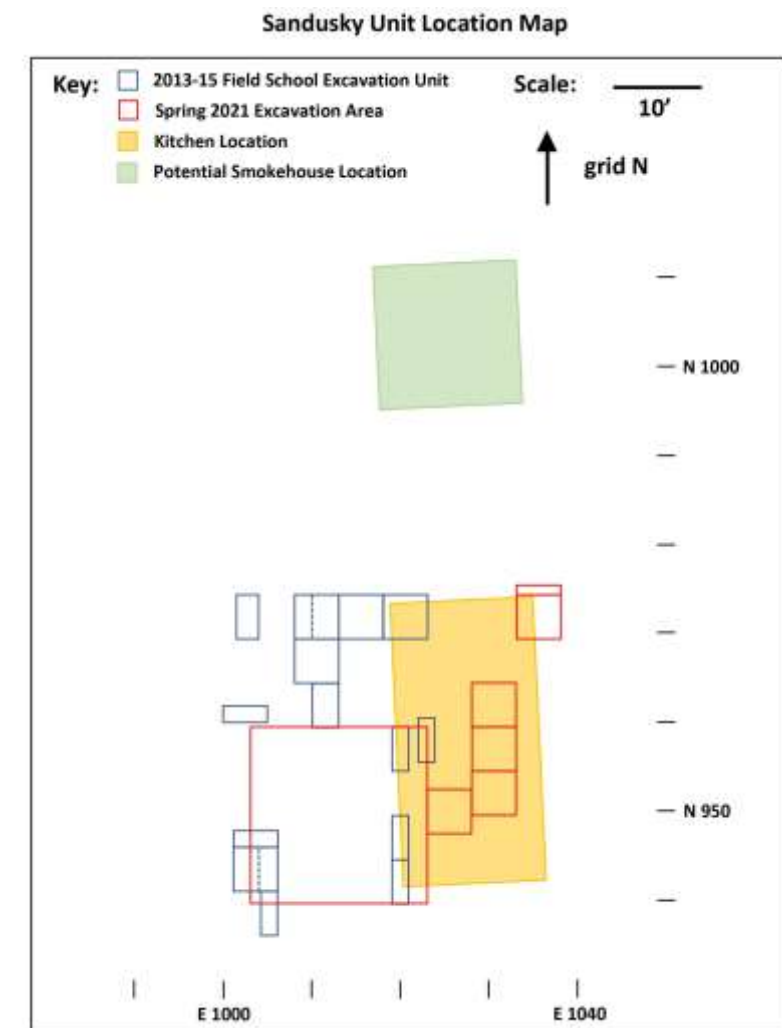 Sandusky Unit Location Map
Key:
2013-15 Field School Excavation Unit
Spring 2021 Excavation Area
Kitchen Location
Potential Smokehouse Location
Scale:
10’
grid N
N 1000
N 950
E 1000
E 1040